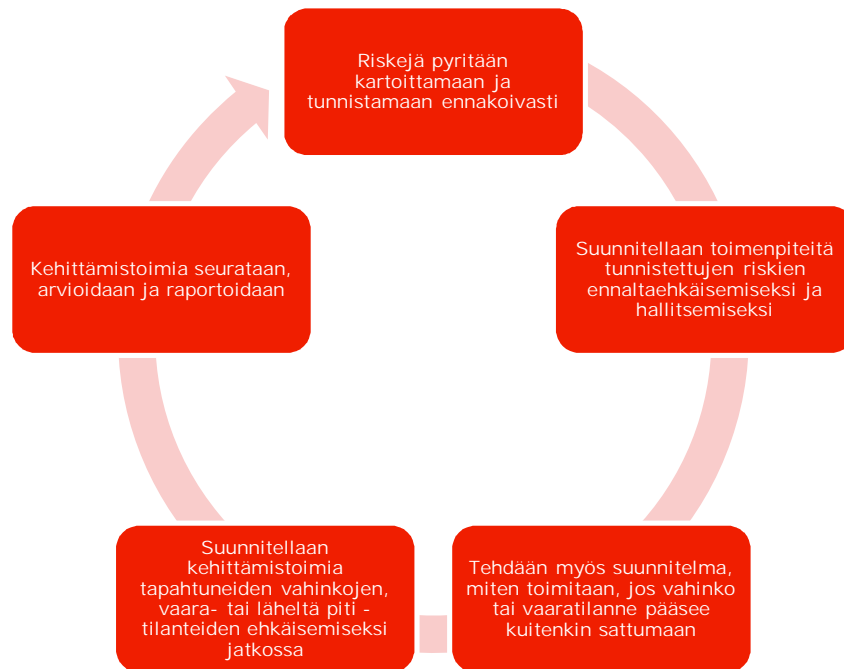 Riskejä pyritään
kartoittamaan ja
tunnistamaan ennakoivasti
Suunnitellaan toimenpiteitä
tunnistettujen riskien
ennaltaehkäisemiseksi ja
hallitsemiseksi
Tehdään myös suunnitelma,
miten toimitaan, jos vahinko
tai vaaratilanne pääsee
kuitenkin sattumaan
Suunnitellaan
kehittämistoimia
tapahtuneiden vahinkojen,
vaara- tai läheltä piti -
tilanteiden ehkäisemiseksi
jatkossa
Kehittämistoimia seurataan,
arvioidaan ja raportoidaan